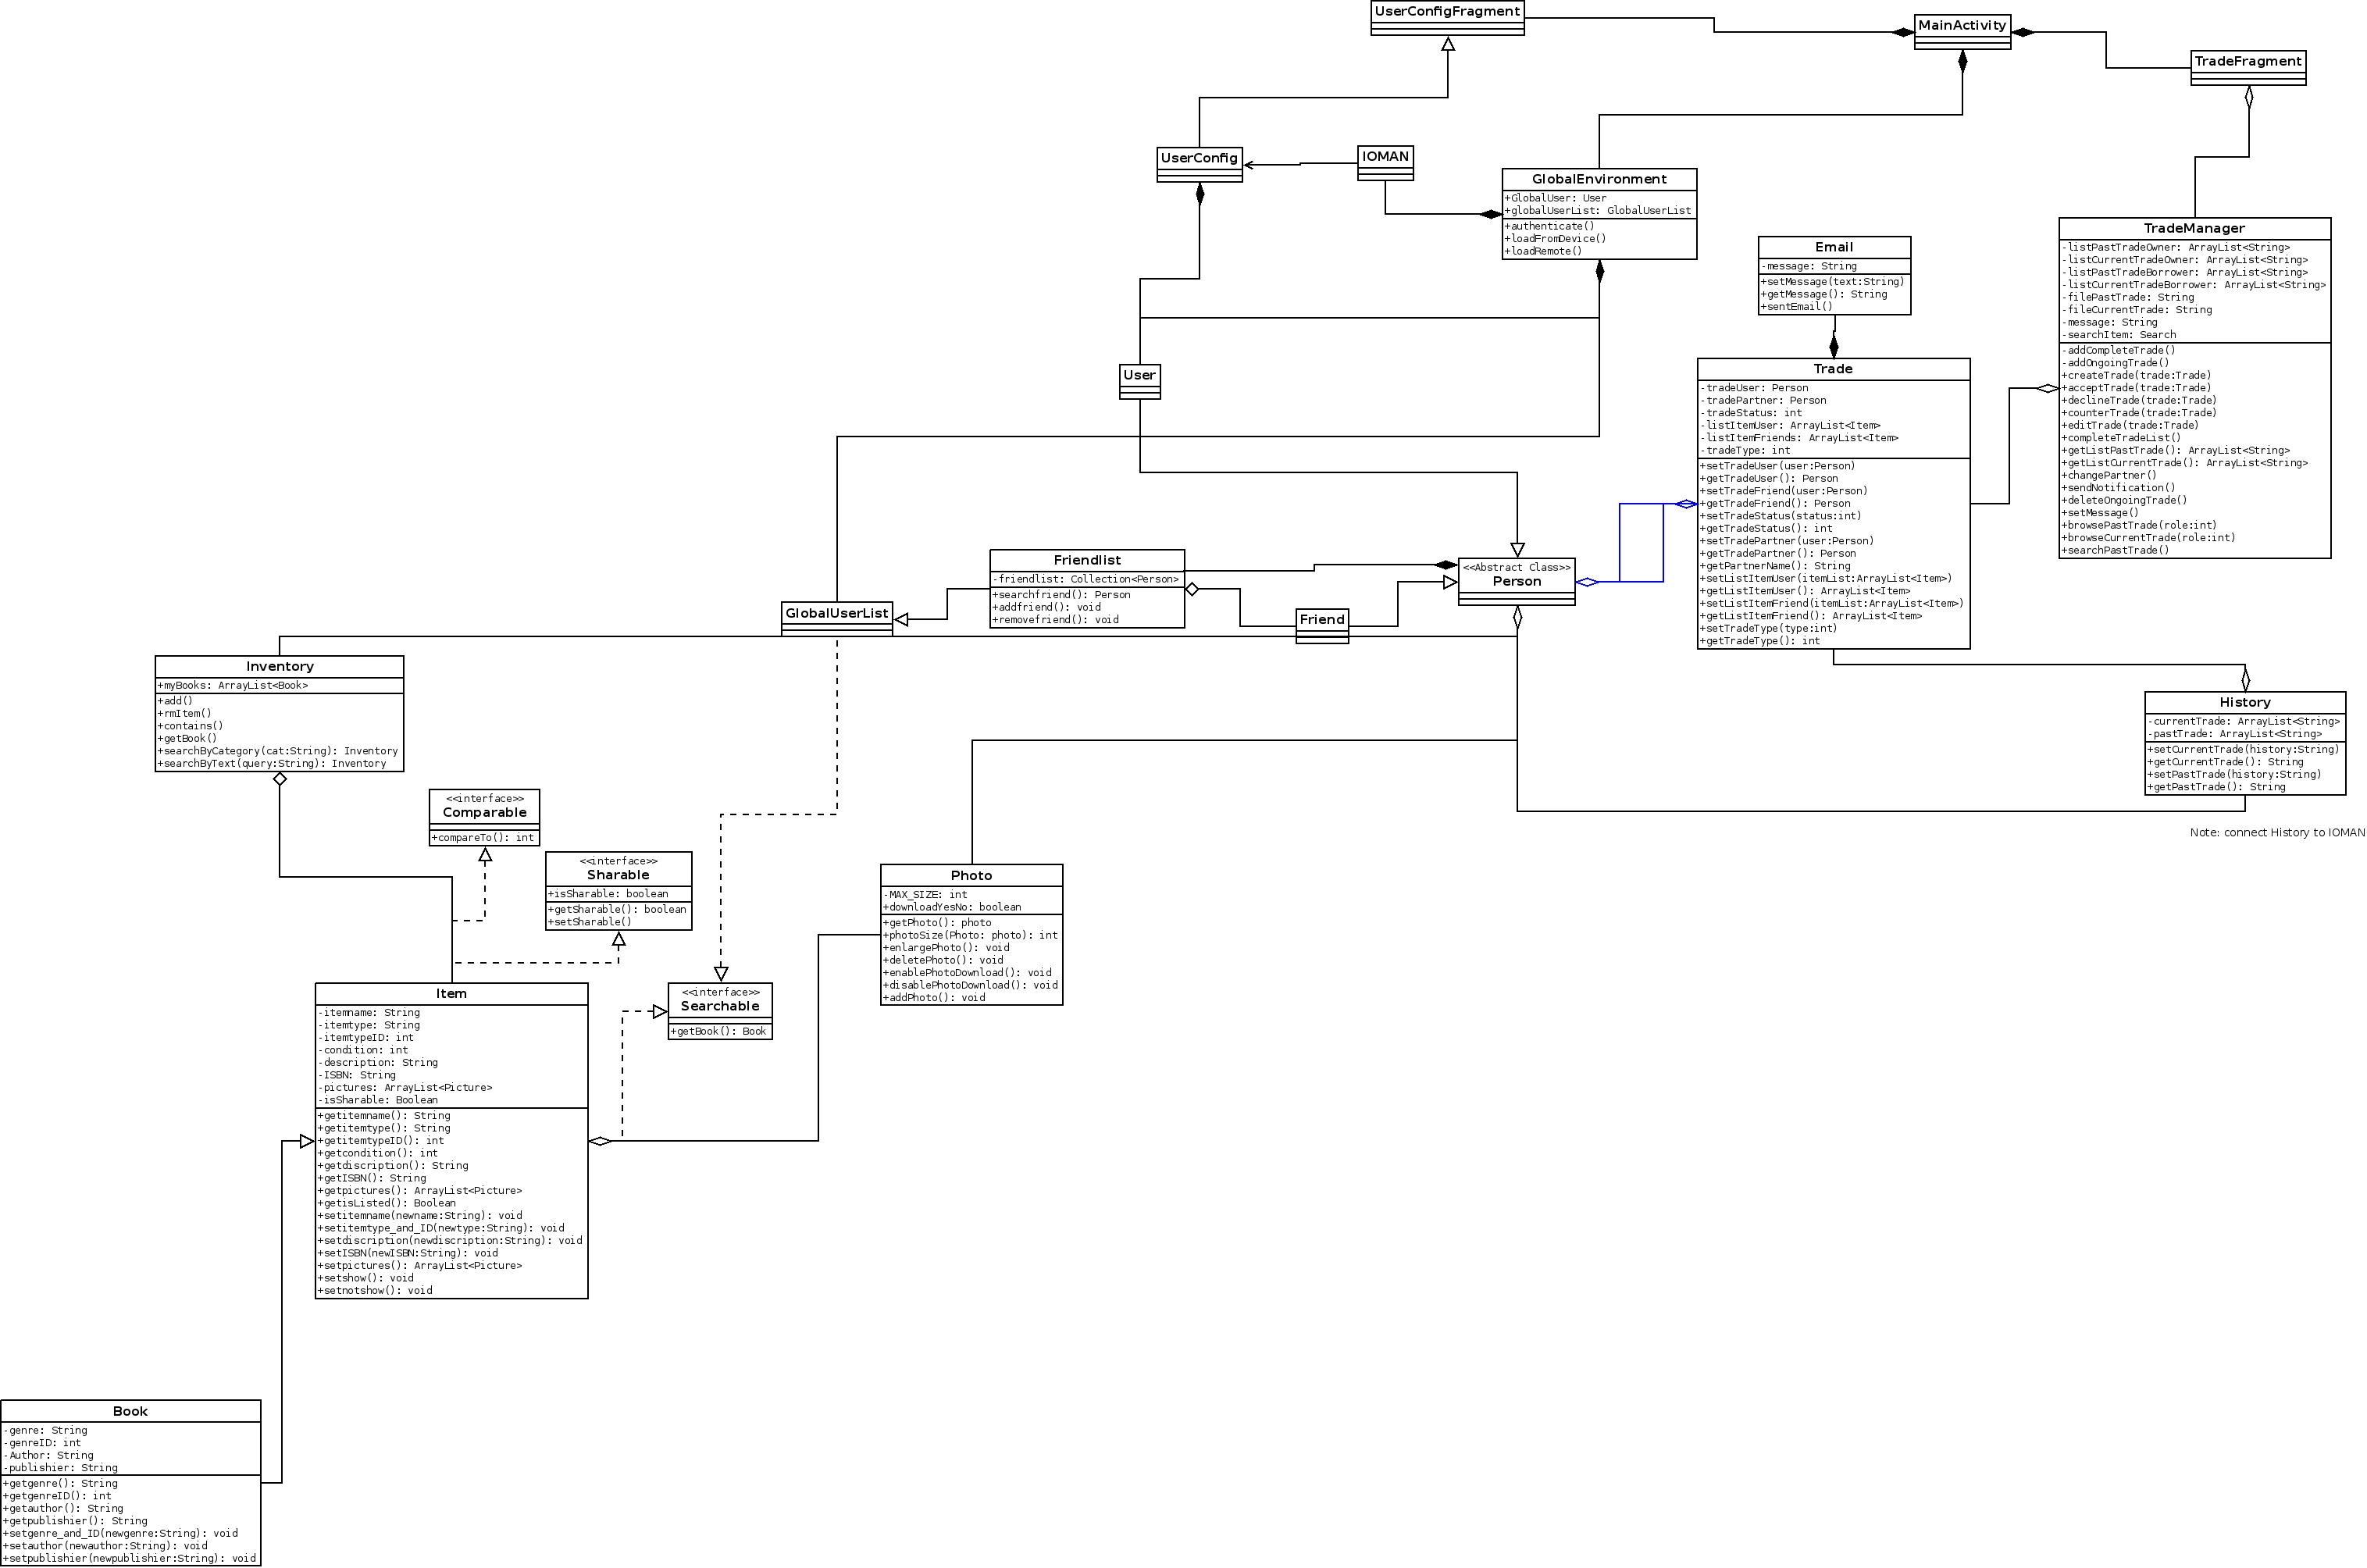 UserConfigFragment
MainActivity
TradeFragment
UserConfig
IOMAN
GlobalEnvironment
+GlobalUser: User
+globalUserList: GlobalUserList
+authenticate()
+loadFromDevice()
+loadRemote()
Email
-message: String
+setMessage(text:String)
+getMessage(): String
+sentEmail()
TradeManager
-listPastTradeOwner: ArrayList<String>
-listCurrentTradeOwner: ArrayList<String>
-listPastTradeBorrower: ArrayList<String>
-listCurrentTradeBorrower: ArrayList<String>
-filePastTrade: String
-fileCurrentTrade: String
-message: String
-searchItem: Search
-addCompleteTrade()
-addOngoingTrade()
+createTrade(trade:Trade)
+acceptTrade(trade:Trade)
+declineTrade(trade:Trade)
+counterTrade(trade:Trade)
+editTrade(trade:Trade)
+completeTradeList()
+getListPastTrade(): ArrayList<String>
+getListCurrentTrade(): ArrayList<String>
+changePartner()
+sendNotification()
+deleteOngoingTrade()
+setMessage()
+browsePastTrade(role:int)
+browseCurrentTrade(role:int)
+searchPastTrade()
User
Trade
-tradeUser: Person
-tradePartner: Person
-tradeStatus: int
-listItemUser: ArrayList<Item>
-listItemFriends: ArrayList<Item>
-tradeType: int
+setTradeUser(user:Person)
+getTradeUser(): Person
+setTradeFriend(user:Person)
+getTradeFriend(): Person
+setTradeStatus(status:int)
+getTradeStatus(): int
+setTradePartner(user:Person)
+getTradePartner(): Person
+getPartnerName(): String
+setListItemUser(itemList:ArrayList<Item>)
+getListItemUser(): ArrayList<Item>
+setListItemFriend(itemList:ArrayList<Item>)
+getListItemFriend(): ArrayList<Item>
+setTradeType(type:int)
+getTradeType(): int
Friendlist
-friendlist: Collection<Person>
+searchfriend(): Person
+addfriend(): void
+removefriend(): void
<<Abstract Class>>
Person
GlobalUserList
Friend
Inventory
+myBooks: ArrayList<Book>
+add()
+rmItem()
+contains()
+getBook()
+searchByCategory(cat:String): Inventory
+searchByText(query:String): Inventory
History
-currentTrade: ArrayList<String>
-pastTrade: ArrayList<String>
+setCurrentTrade(history:String)
+getCurrentTrade(): String
+setPastTrade(history:String)
+getPastTrade(): String
Note: connect History to IOMAN
<<interface>>
Comparable
+compareTo(): int
<<interface>>
Sharable
+isSharable: boolean
+getSharable(): boolean
+setSharable()
Photo
-MAX_SIZE: int
+downloadYesNo: boolean
+getPhoto(): photo
+photoSize(Photo: photo): int
+enlargePhoto(): void
+deletePhoto(): void
+enablePhotoDownload(): void
+disablePhotoDownload(): void
+addPhoto(): void
<<interface>>
Searchable
+getBook(): Book
Item
-itemname: String
-itemtype: String
-itemtypeID: int
-condition: int
-description: String
-ISBN: String
-pictures: ArrayList<Picture>
-isSharable: Boolean
+getitemname(): String
+getitemtype(): String
+getitemtypeID(): int
+getcondition(): int
+getdiscription(): String
+getISBN(): String
+getpictures(): ArrayList<Picture>
+getisListed(): Boolean
+setitemname(newname:String): void
+setitemtype_and_ID(newtype:String): void
+setdiscription(newdiscription:String): void
+setISBN(newISBN:String): void
+setpictures(): ArrayList<Picture>
+setshow(): void
+setnotshow(): void
Book
-genre: String
-genreID: int
-Author: String
-publishier: String
+getgenre(): String
+getgenreID(): int
+getauthor(): String
+getpublishier(): String
+setgenre_and_ID(newgenre:String): void
+setauthor(newauthor:String): void
+setpublishier(newpublishier:String): void